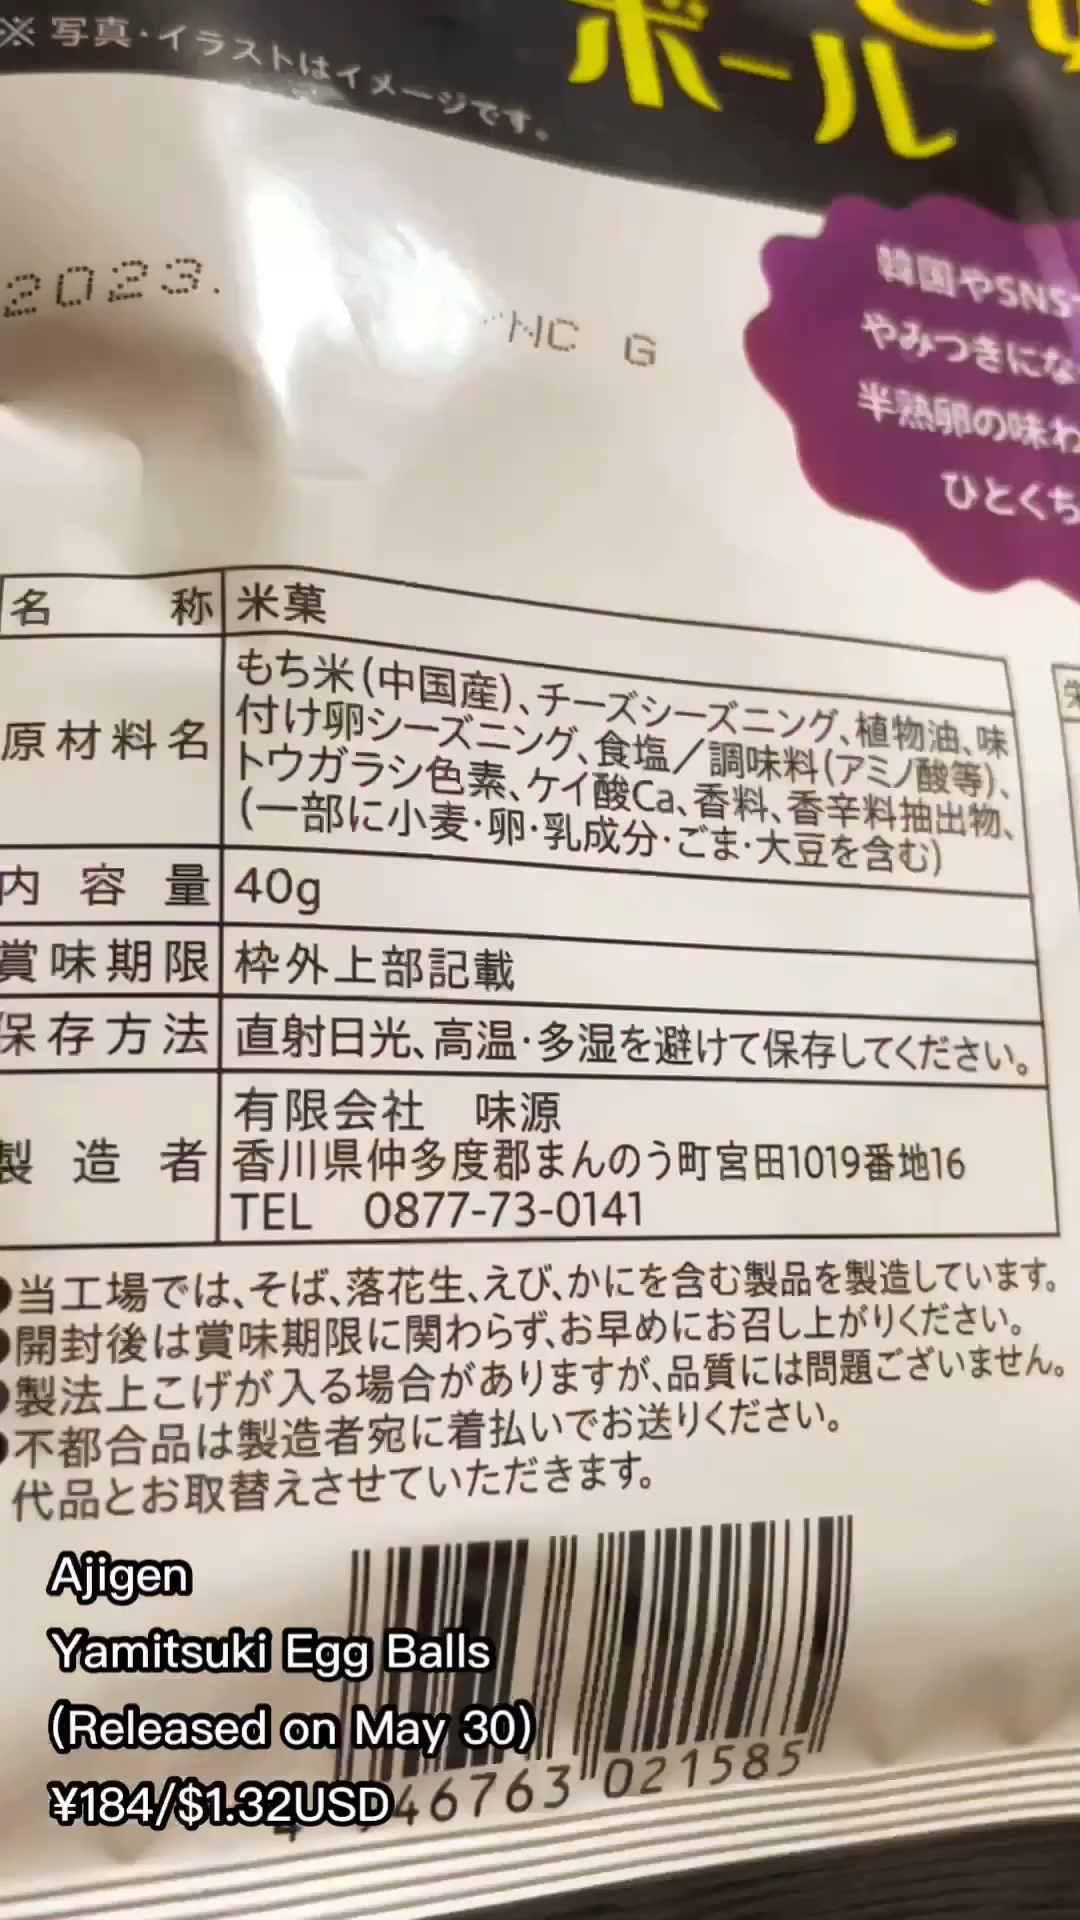 ※写真・イラストはイメージです。
ボール
2023.
NC G
韓国やSNS
やみつきにな
半熟卵の味わ
ひとくち
名称 米菓
原材料名 もち米(中国産)、チーズシーズニング、植物油、味
付け卵シーズニング、食塩／調味料(アミノ酸等)、
トウガラシ色素、ケイ酸Ca、香料、香辛料抽出物、
(一部に小麦・卵・乳成分・ごま・大豆を含む)
内容量 40g
賞味期限 枠外上部記載
保存方法 直射日光、高温・多湿を避けて保存してください。
製造者 有限会社 味源
香川県仲多度郡まんのう町宮田1019番地16
TEL 0877-73-0141
●当工場では、そば、落花生、えび、かにを含む製品を製造しています。
●開封後は賞味期限に関わらず、お早めにお召し上がりください。
●製法上こげが入る場合がありますが、品質には問題ございません。
●不都合品は製造者宛に着払いでお送りください。
代品とお取替えさせていただきます。
Ajigen
Yamitsuki Egg Balls
(Released on May 30)
¥184/$1.32USD
46763 021585